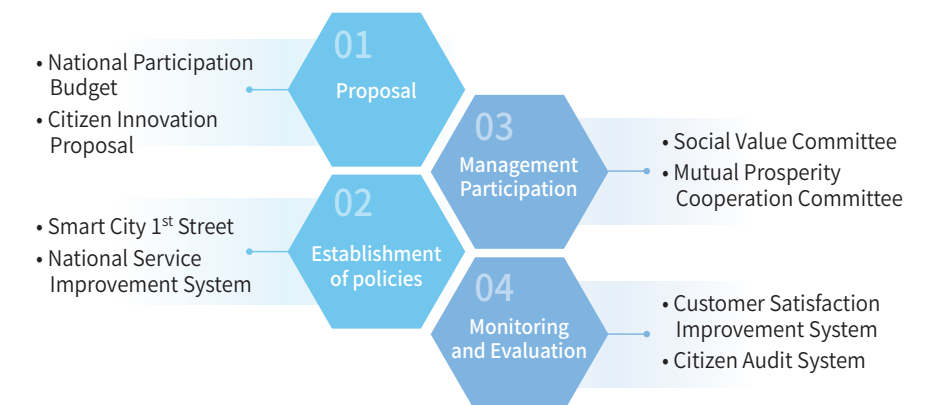 01
Proposal
• National Participation
Budget
• Citizen Innovation
Proposal
02
Establishment
of policies
• Smart City 1st Street
• National Service
Improvement System
03
Management
Participation
• Social Value Committee
• Mutual Prosperity
Cooperation Committee
04
Monitoring
and Evaluation
• Customer Satisfaction
Improvement System
• Citizen Audit System